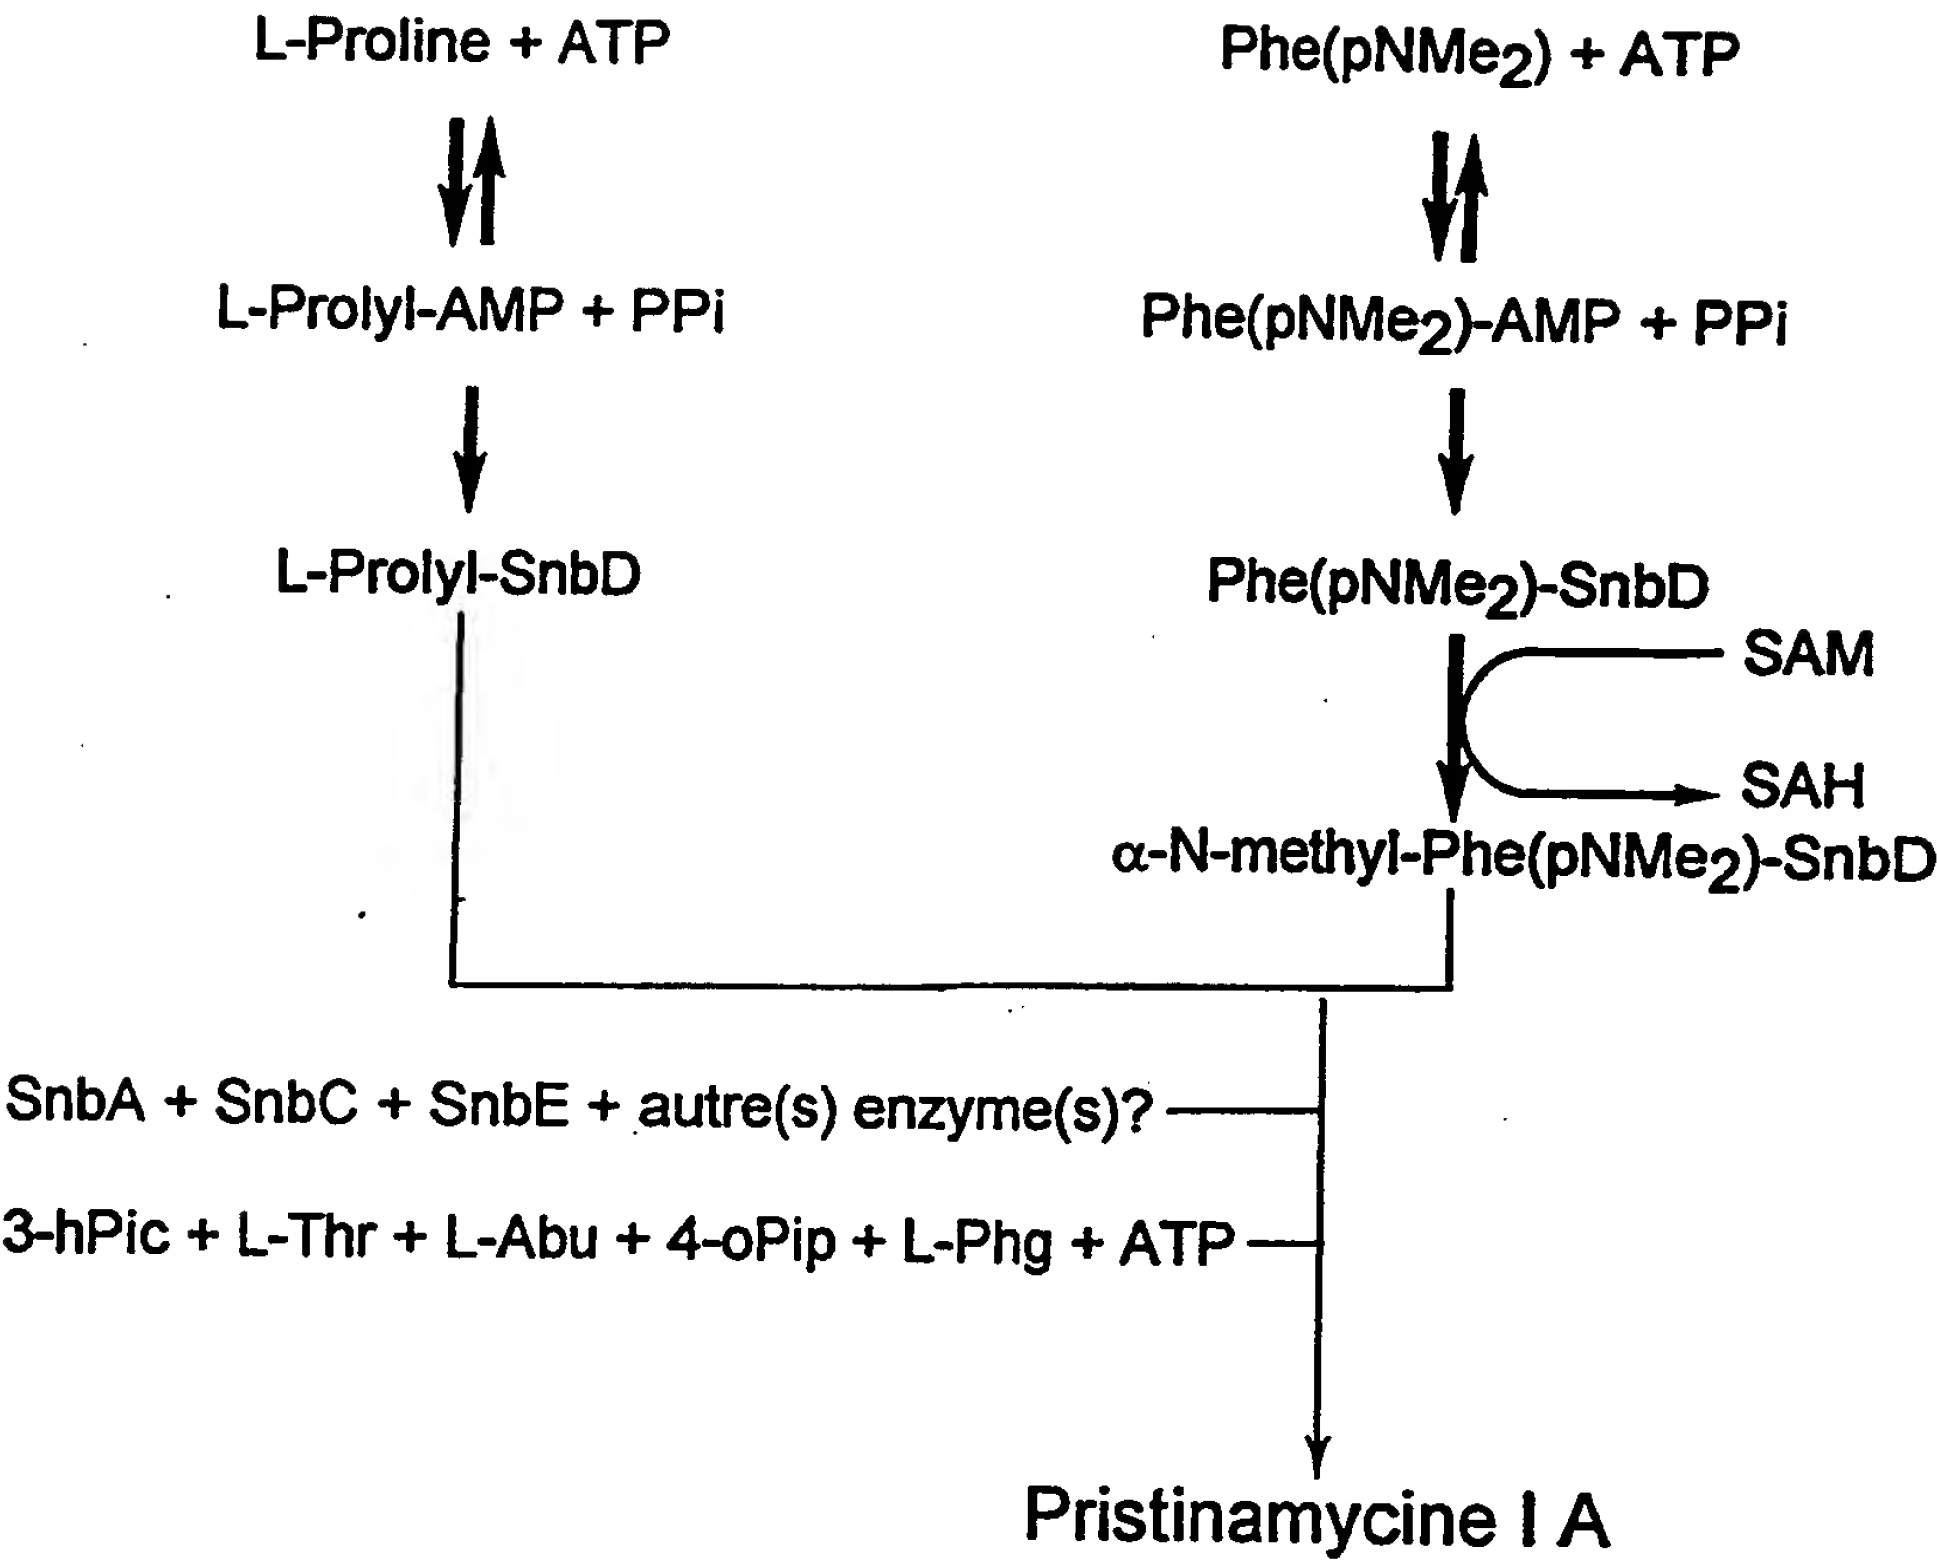 L-Proline + ATP
Phe(pNMe2) + ATP
L-Prolyl-AMP + PPi
Phe(pNMe2)-AMP + PPi
L-Prolyl-SnbD
Phe(pNMe2)-SnbD
SAM
SAH
α-N-methyl-Phe(pNMe2)-SnbD
SnbA + SnbC + SnbE + autre(s) enzyme(s)?
3-hPic + L-Thr + L-Abu + 4-oPip + L-Phg + ATP
Pristinamycine I A